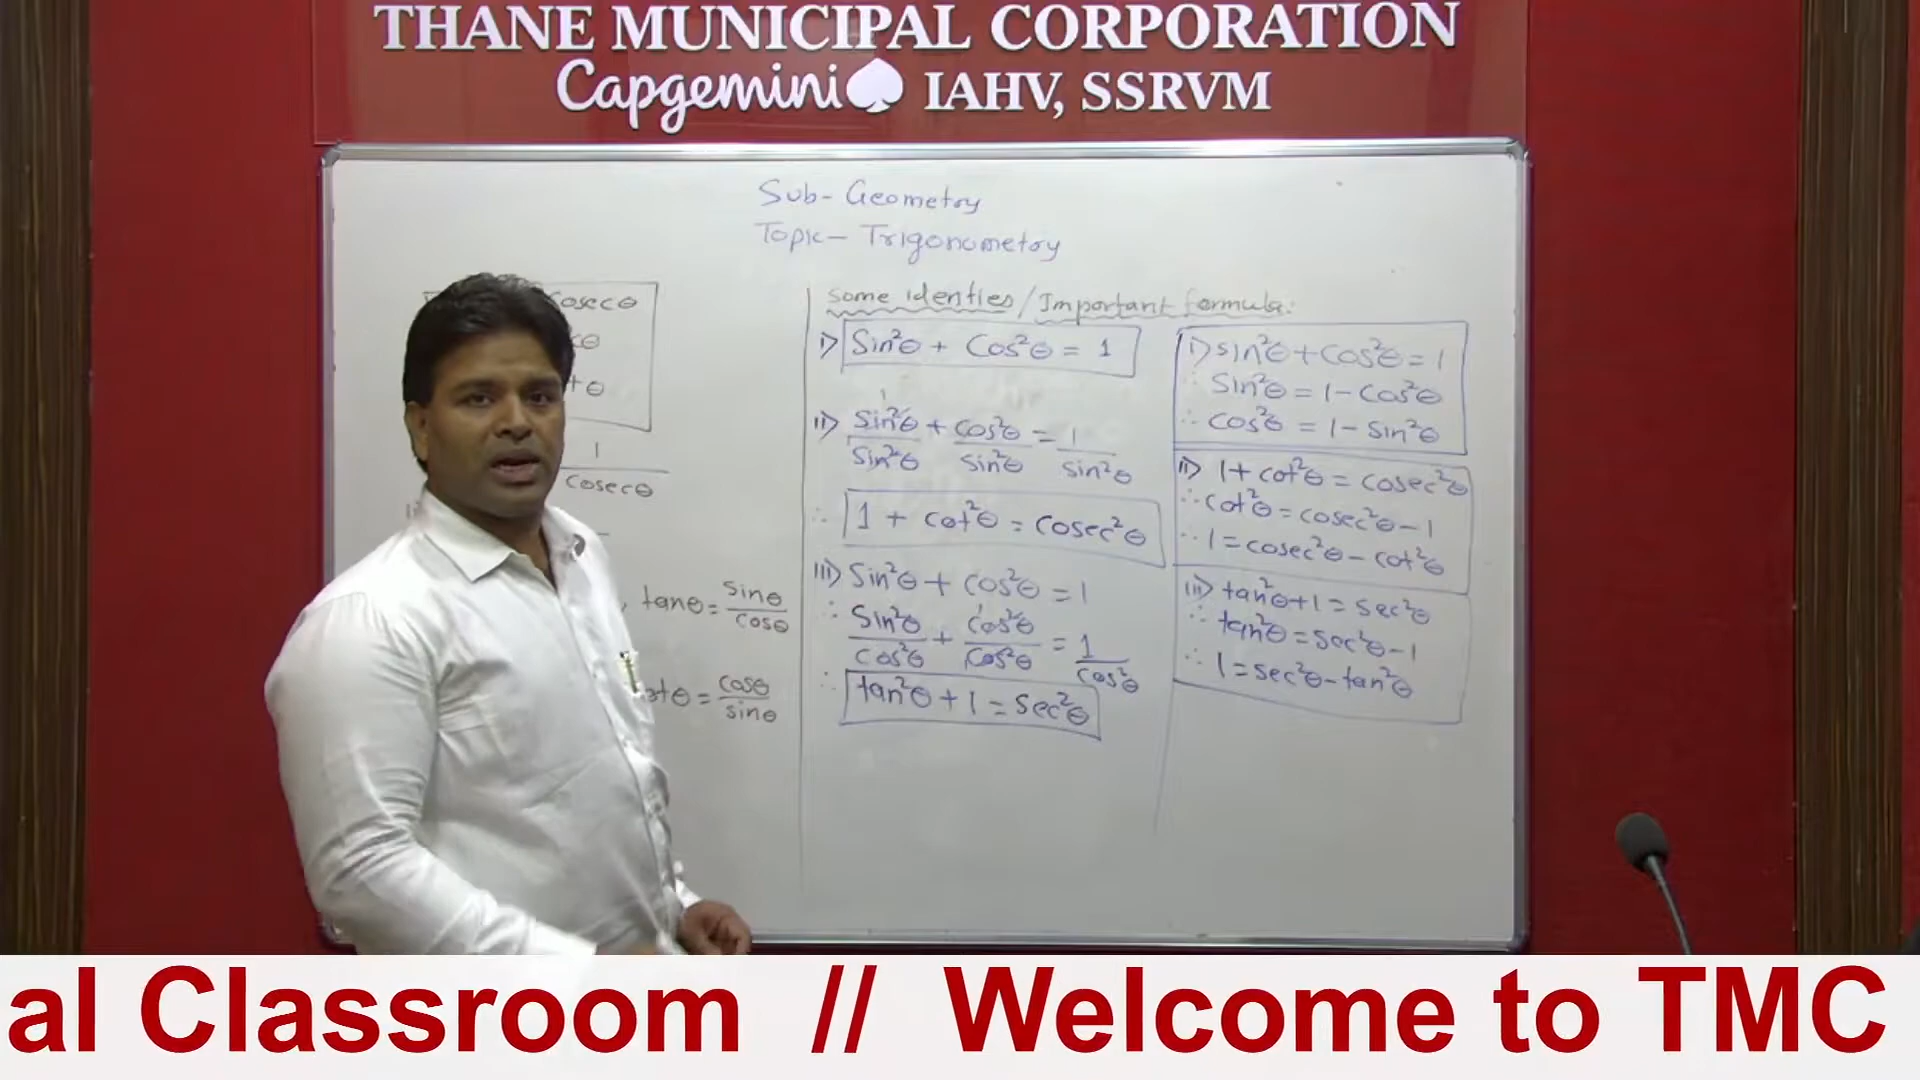 THANE MUNICIPAL CORPORATION
Capgemini IAHV, SSRVM
Sub- Geometry
Topic- Trigonometry
cosecθ
θ
θ
1
cosecθ
tanθ = sinθ/cosθ
cotθ = cosθ/sinθ
Some identies / Important formula:
i) Sin²θ + Cos²θ = 1
ii) Sin²θ/Sin²θ + Cos²θ/Sin²θ = 1/Sin²θ
∴ 1 + cot²θ = cosec²θ
iii) Sin²θ + cos²θ = 1
∴ Sin²θ/cos²θ + cos²θ/cos²θ = 1/cos²θ
∴ tan²θ + 1 = sec²θ
i) sin²θ + cos²θ = 1
∴ Sin²θ = 1 - cos²θ
∴ cos²θ = 1 - sin²θ
ii) 1 + cot²θ = cosec²θ
∴ cot²θ = cosec²θ - 1
∴ 1 = cosec²θ - cot²θ
iii) tan²θ + 1 = sec²θ
∴ tan²θ = sec²θ - 1
∴ 1 = sec²θ - tan²θ
al Classroom // Welcome to TMC